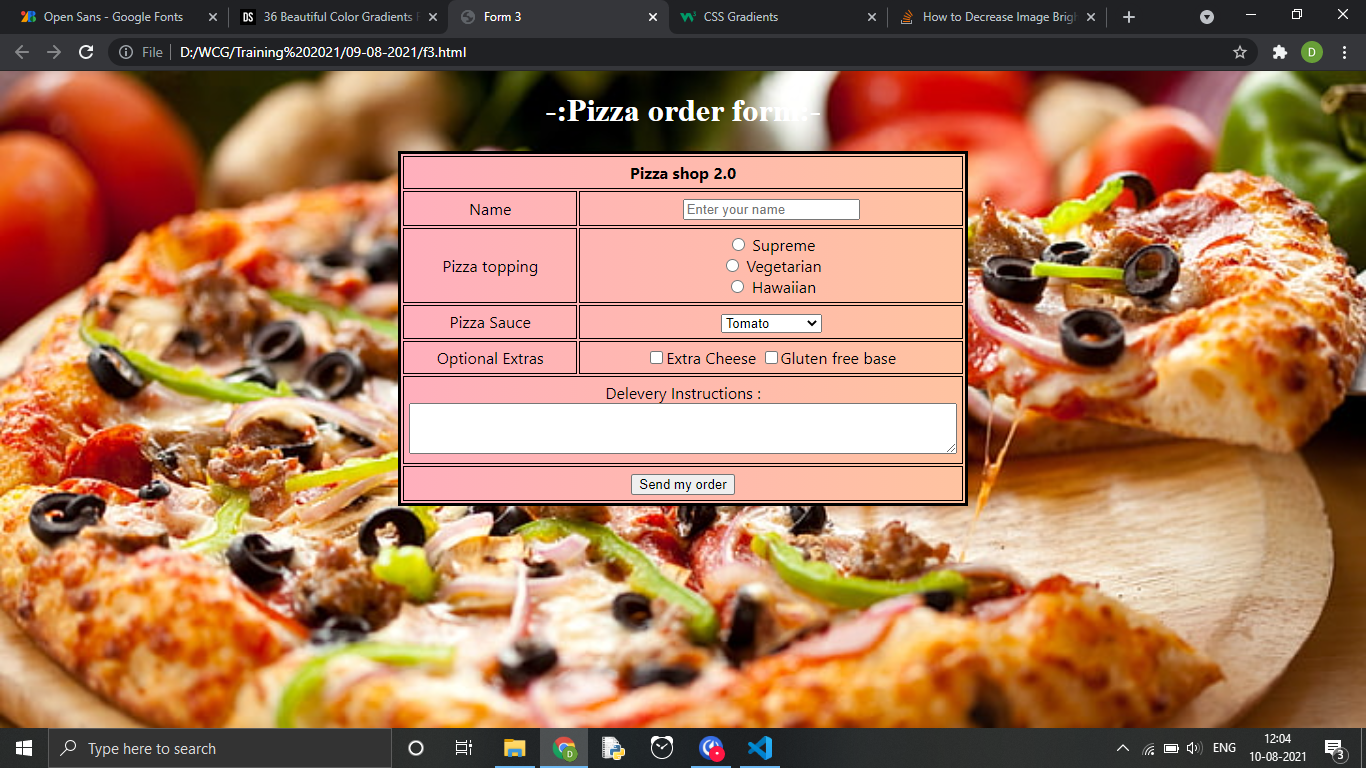 Open Sans - Google Fonts
36 Beautiful Color Gradients
Form 3
CSS Gradients
How to Decrease Image Brig
File
D:/WCG/Training%202021/09-08-2021/f3.html
D
-:Pizza order form:-
Pizza shop 2.0
Name
Enter your name
Pizza topping
Supreme
Vegetarian
Hawaiian
Pizza Sauce
Tomato
Optional Extras
Extra Cheese
Gluten free base
Delevery Instructions :
Send my order
Type here to search
ENG
12:04
10-08-2021
3